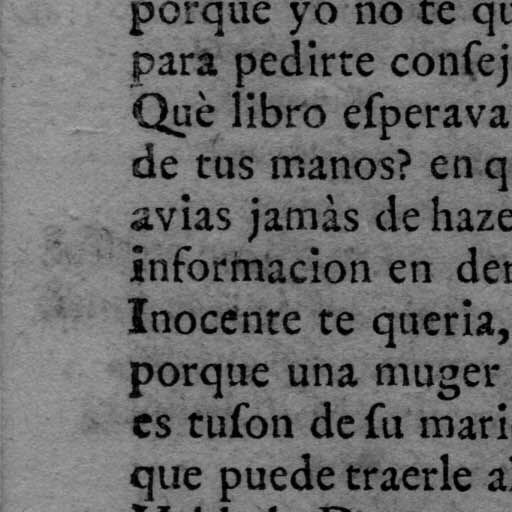 porque yo no te qu
para pedirte conſej
Què libro eſperava
de tus manos? en q
avias jamàs de haze
informacion en der
Inocente te queria,
porque una muger
es tuſon de ſu mari
que puede traerle al